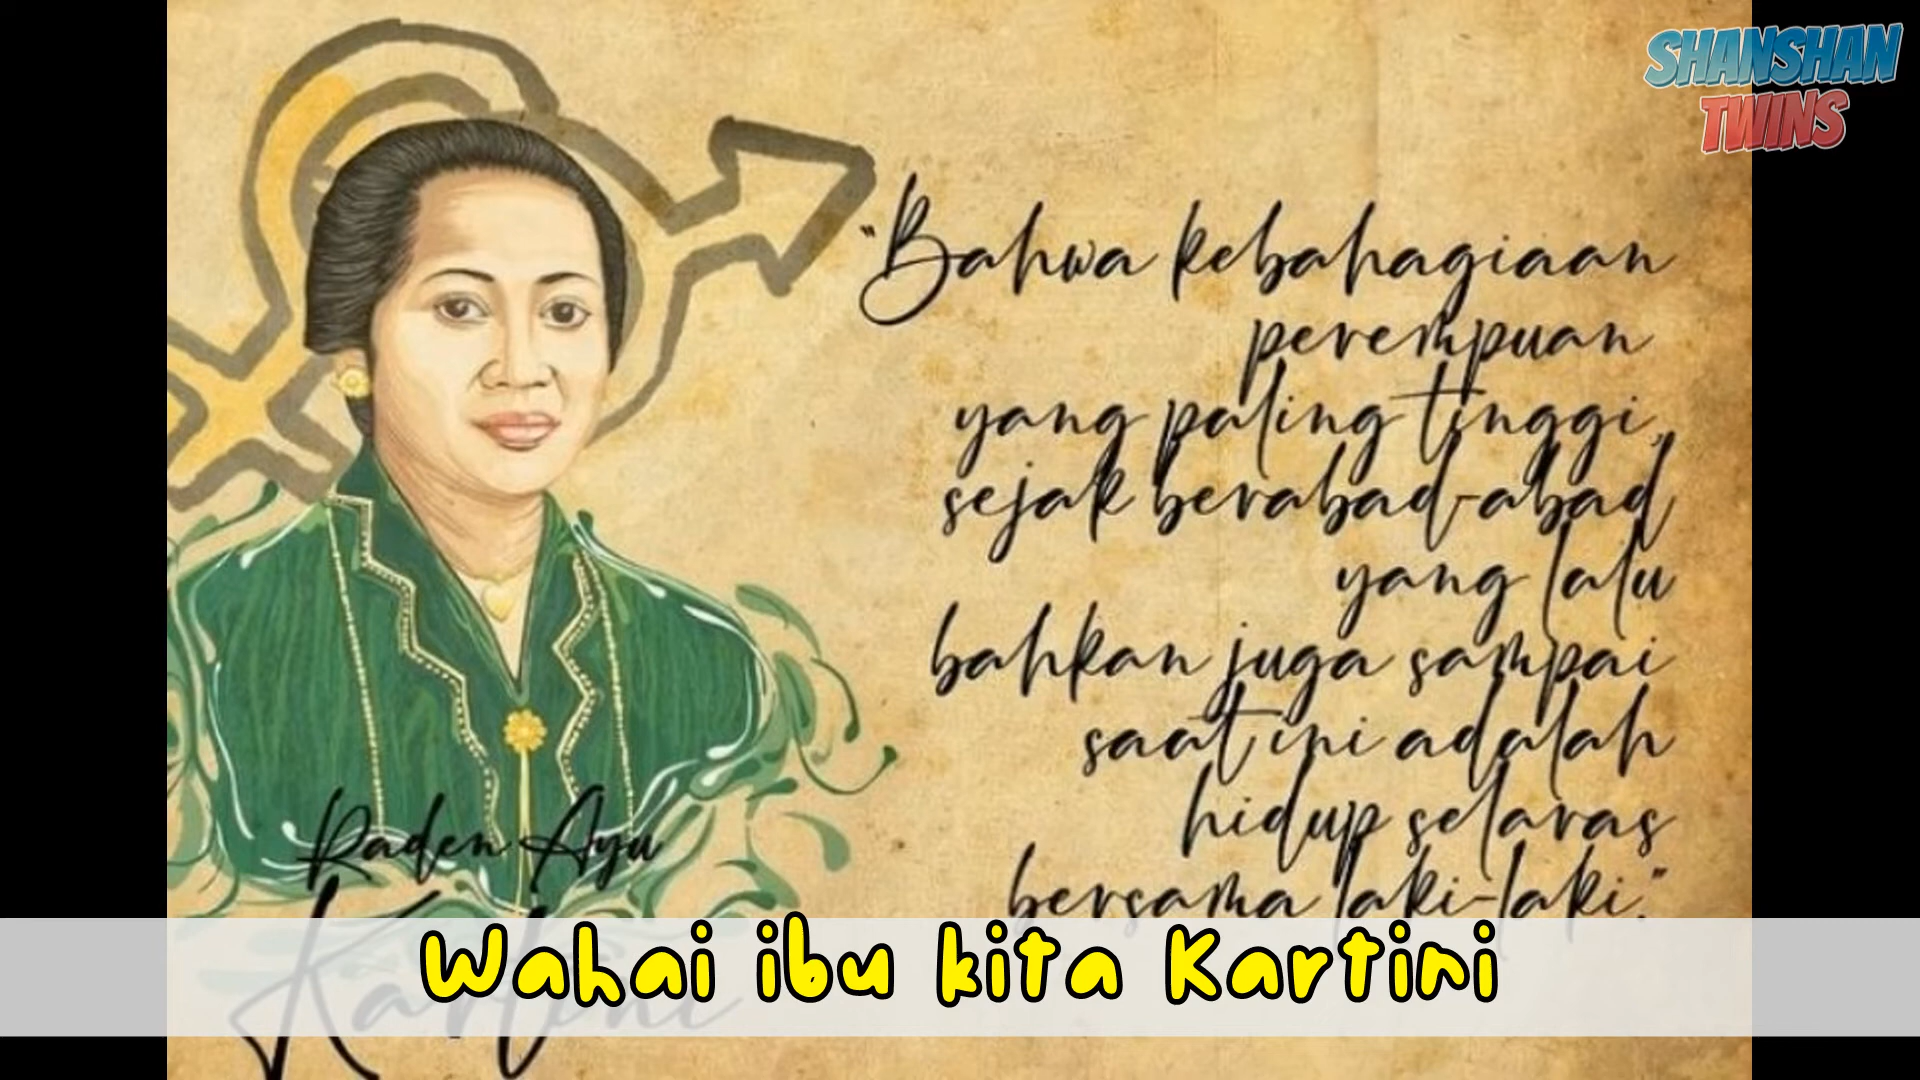 SHANSHAN
TWINS
"Bahwa kebahagiaan
perempuan
yang paling tinggi,
sejak berabad-abad
yang lalu
bahkan juga sampai
saat ini adalah
hidup selaras
bersama laki-laki."
Raden Ayu
Kartini
Wahai ibu kita Kartini